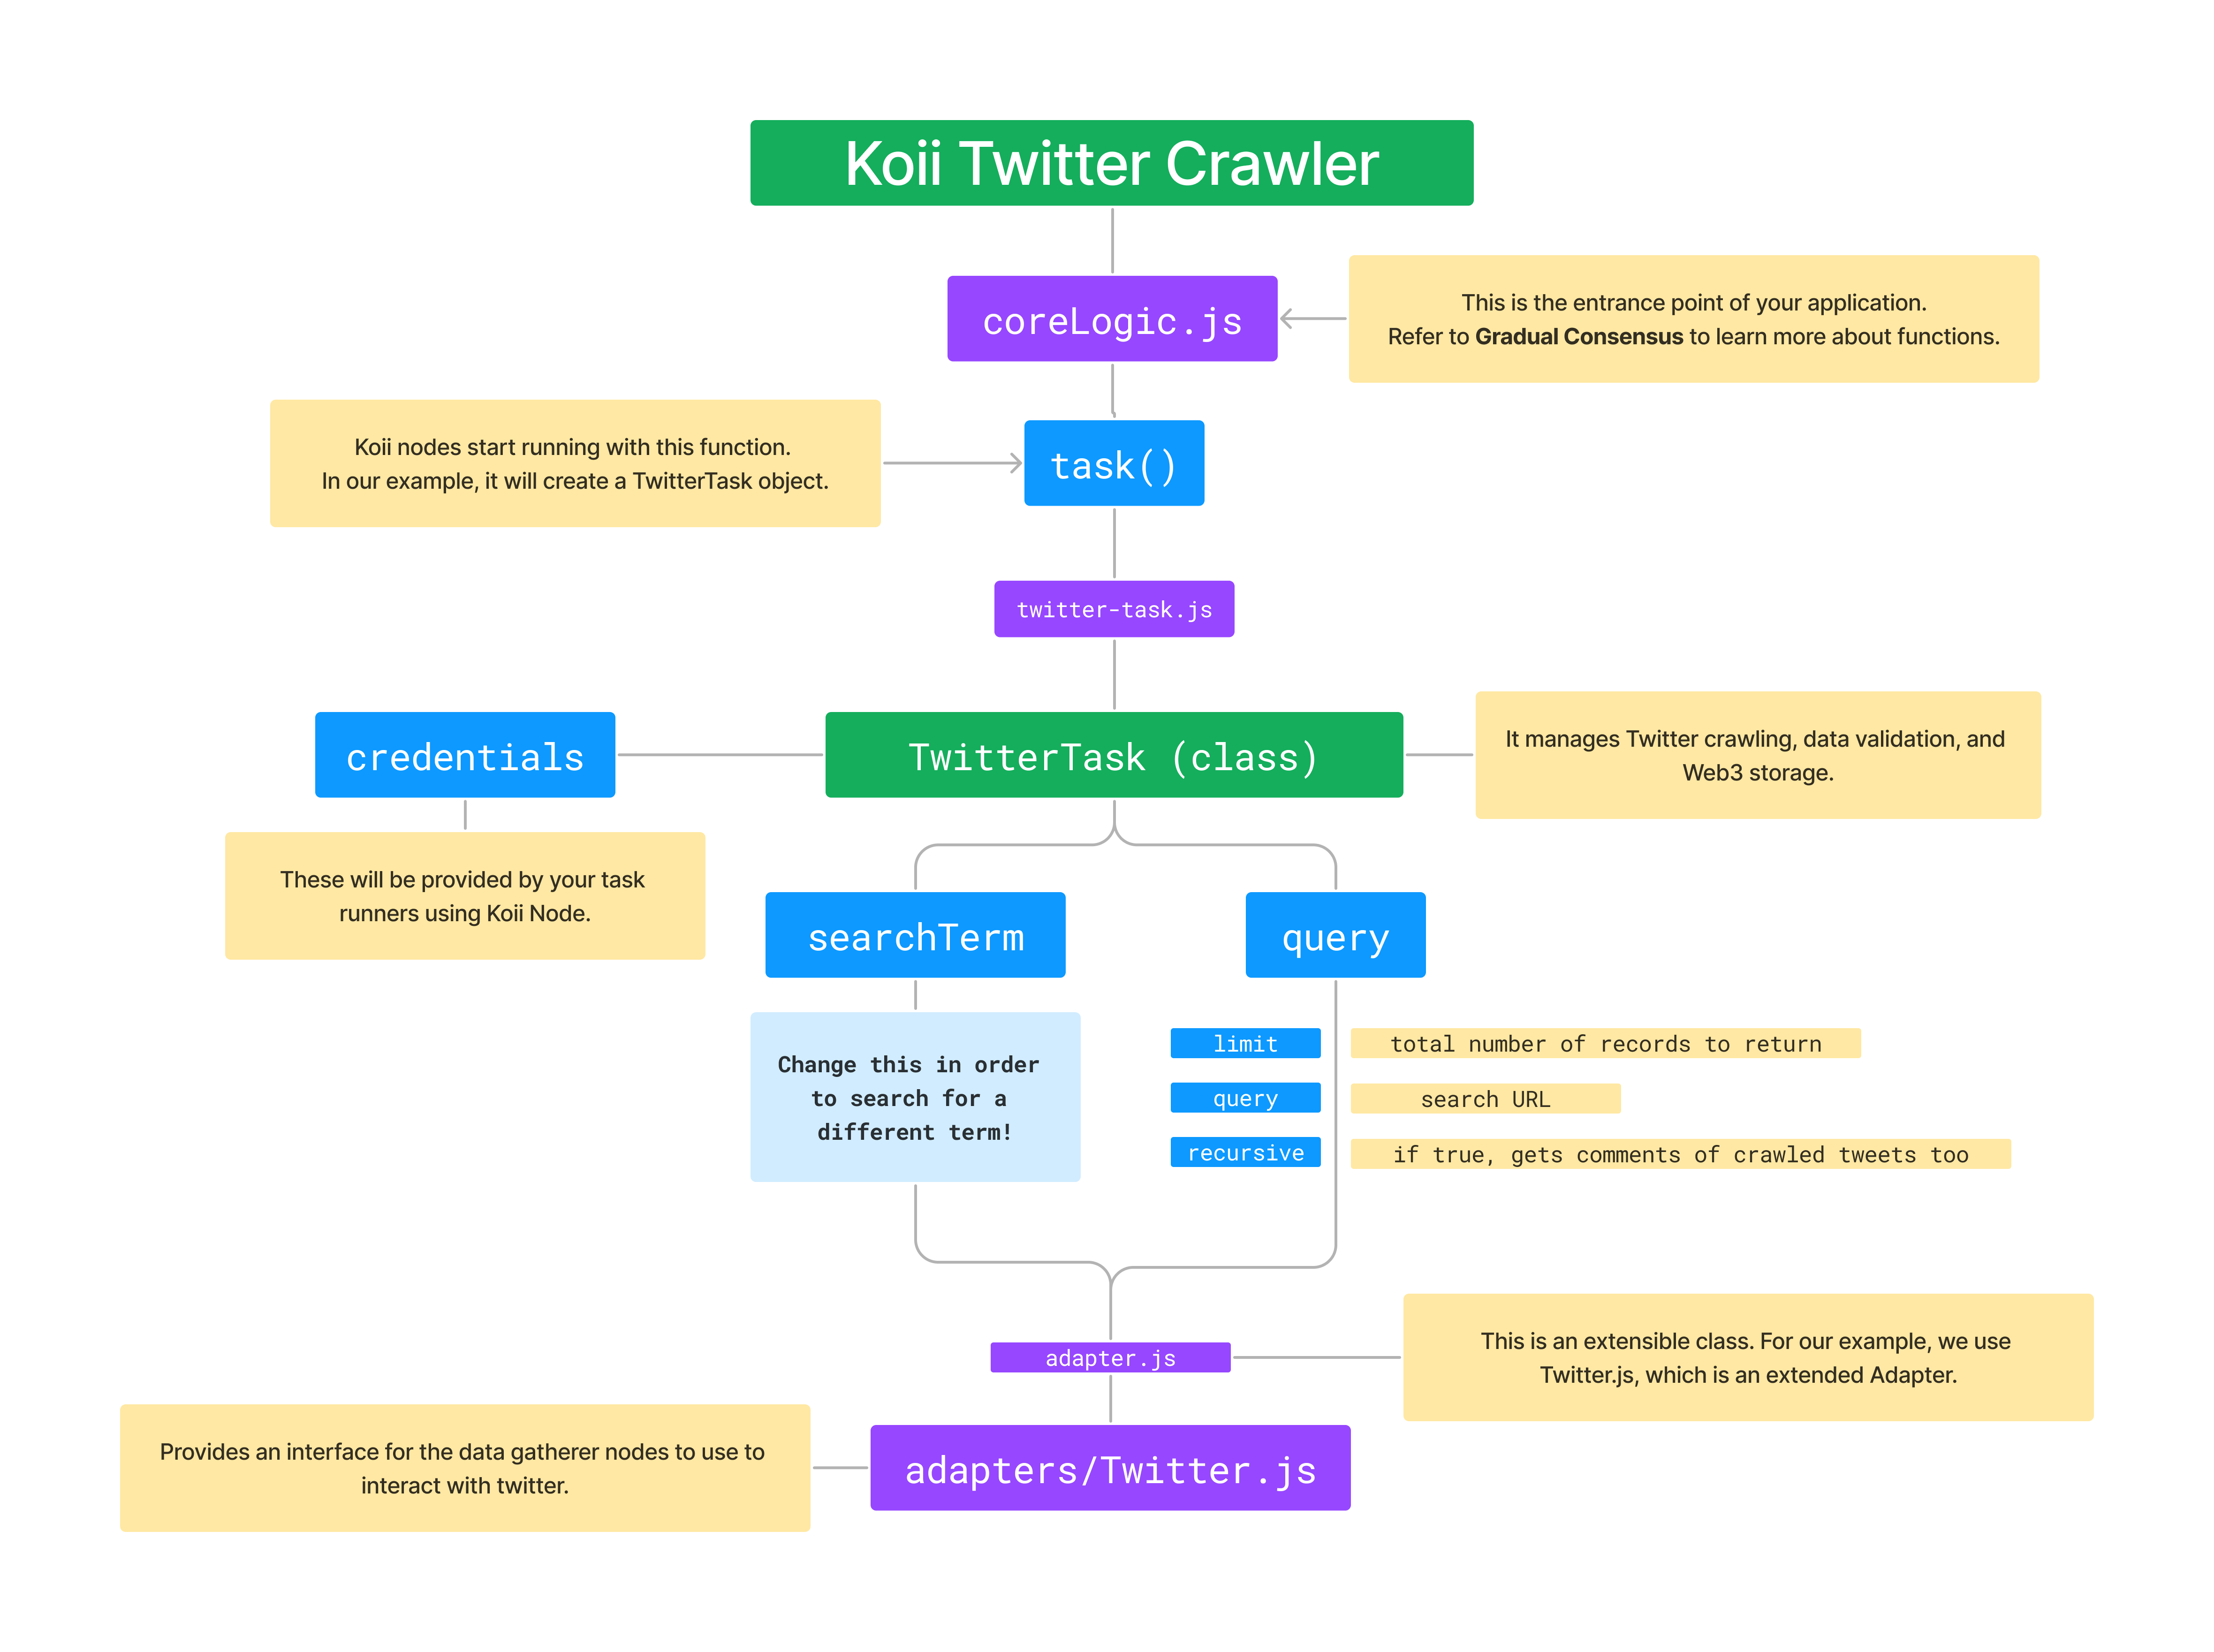 Koii Twitter Crawler
coreLogic.js
This is the entrance point of your application.
Refer to Gradual Consensus to learn more about functions.
Koii nodes start running with this function.
In our example, it will create a TwitterTask object.
task()
twitter-task.js
credentials
TwitterTask (class)
It manages Twitter crawling, data validation, and
Web3 storage.
These will be provided by your task
runners using Koii Node.
searchTerm
query
Change this in order
to search for a
different term!
limit
total number of records to return
query
search URL
recursive
if true, gets comments of crawled tweets too
adapter.js
This is an extensible class. For our example, we use
Twitter.js, which is an extended Adapter.
Provides an interface for the data gatherer nodes to use to
interact with twitter.
adapters/Twitter.js